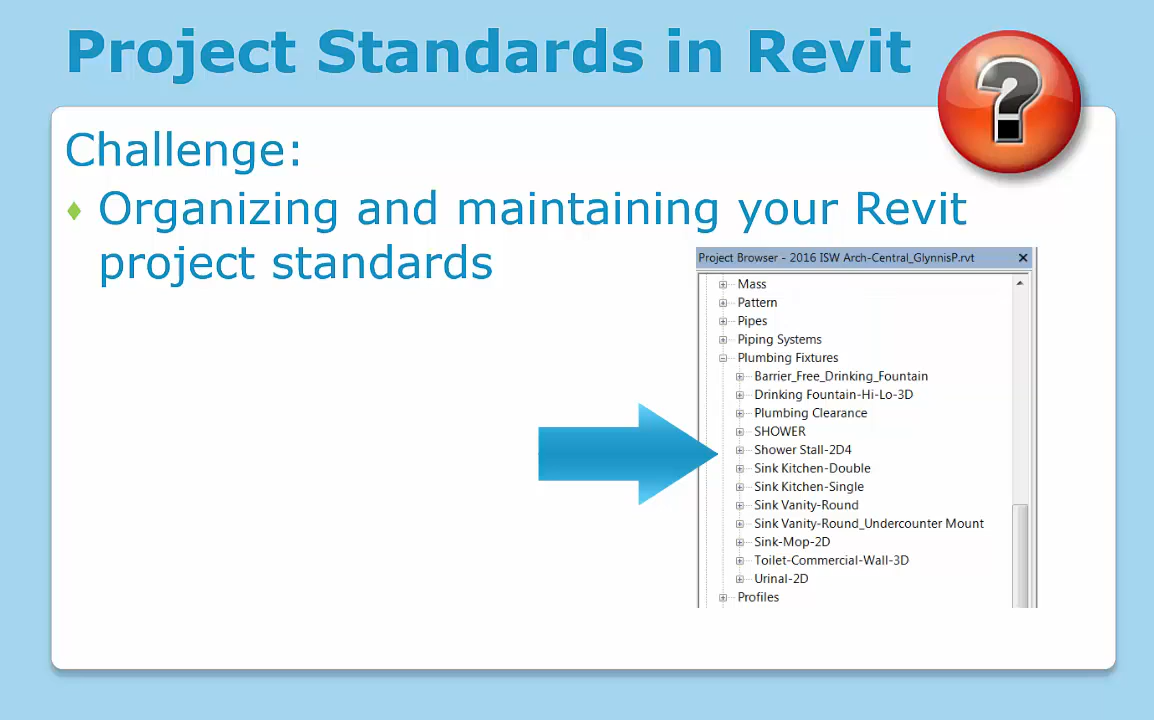 Project Standards in Revit
?
Challenge:
Organizing and maintaining your Revit
project standards
Project Browser - 2016 ISW Arch-Central_GlynnisP.rvt
Mass
Pattern
Pipes
Piping Systems
Plumbing Fixtures
Barrier_Free_Drinking_Fountain
Drinking Fountain-Hi-Lo-3D
Plumbing Clearance
SHOWER
Shower Stall-2D4
Sink Kitchen-Double
Sink Kitchen-Single
Sink Vanity-Round
Sink Vanity-Round_Undercounter Mount
Sink-Mop-2D
Toilet-Commercial-Wall-3D
Urinal-2D
Profiles